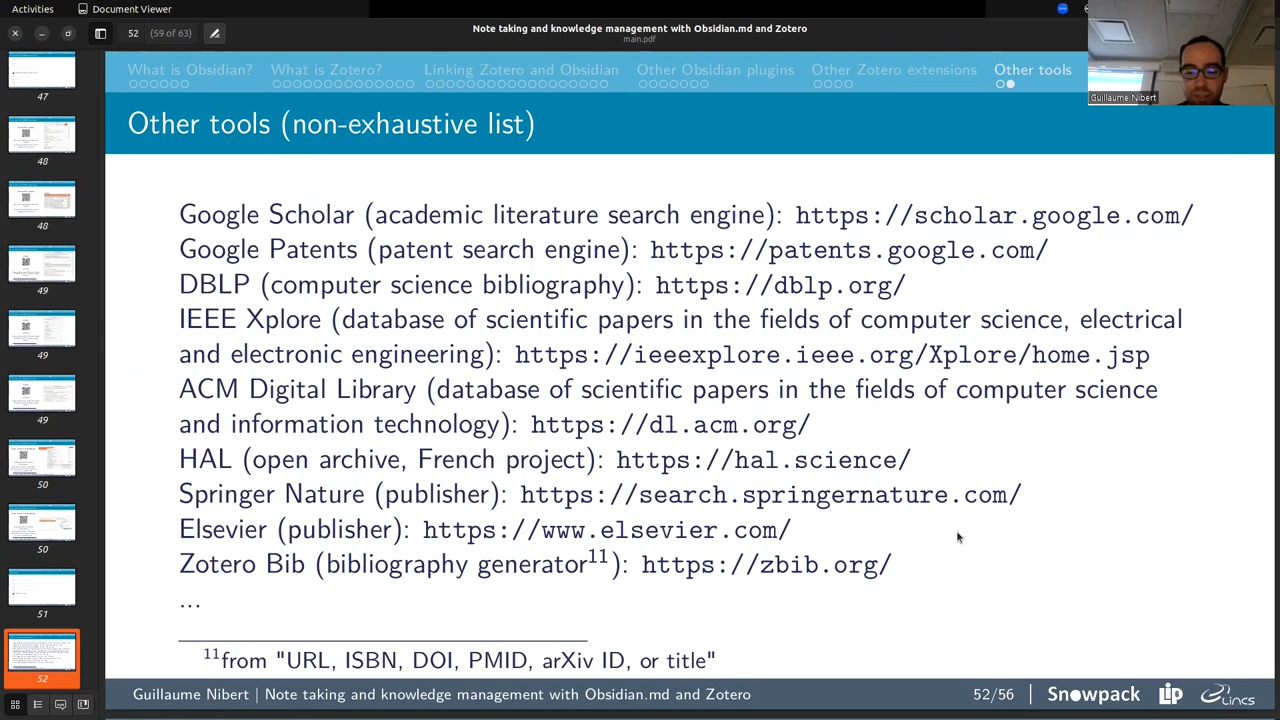 Activities
Document Viewer
52
(59 of 63)
Note taking and knowledge management with Obsidian.md and Zotero
main.pdf
Guillaume Nibert
What is Obsidian?
What is Zotero?
Linking Zotero and Obsidian
Other Obsidian plugins
Other Zotero extensions
Other tools
Other tools (non-exhaustive list)
Google Scholar (academic literature search engine): https://scholar.google.com/
Google Patents (patent search engine): https://patents.google.com/
DBLP (computer science bibliography): https://dblp.org/
IEEE Xplore (database of scientific papers in the fields of computer science, electrical
and electronic engineering): https://ieeexplore.ieee.org/Xplore/home.jsp
ACM Digital Library (database of scientific papers in the fields of computer science
and information technology): https://dl.acm.org/
HAL (open archive, French project): https://hal.science/
Springer Nature (publisher): https://search.springernature.com/
Elsevier (publisher): https://www.elsevier.com/
Zotero Bib (bibliography generator11): https://zbib.org/
...
11from "URL, ISBN, DOI, PMID, arXiv ID, or title"
Guillaume Nibert | Note taking and knowledge management with Obsidian.md and Zotero
52/56
Snowpack
LIP
Lincs
47
48
48
49
49
49
50
50
51
52